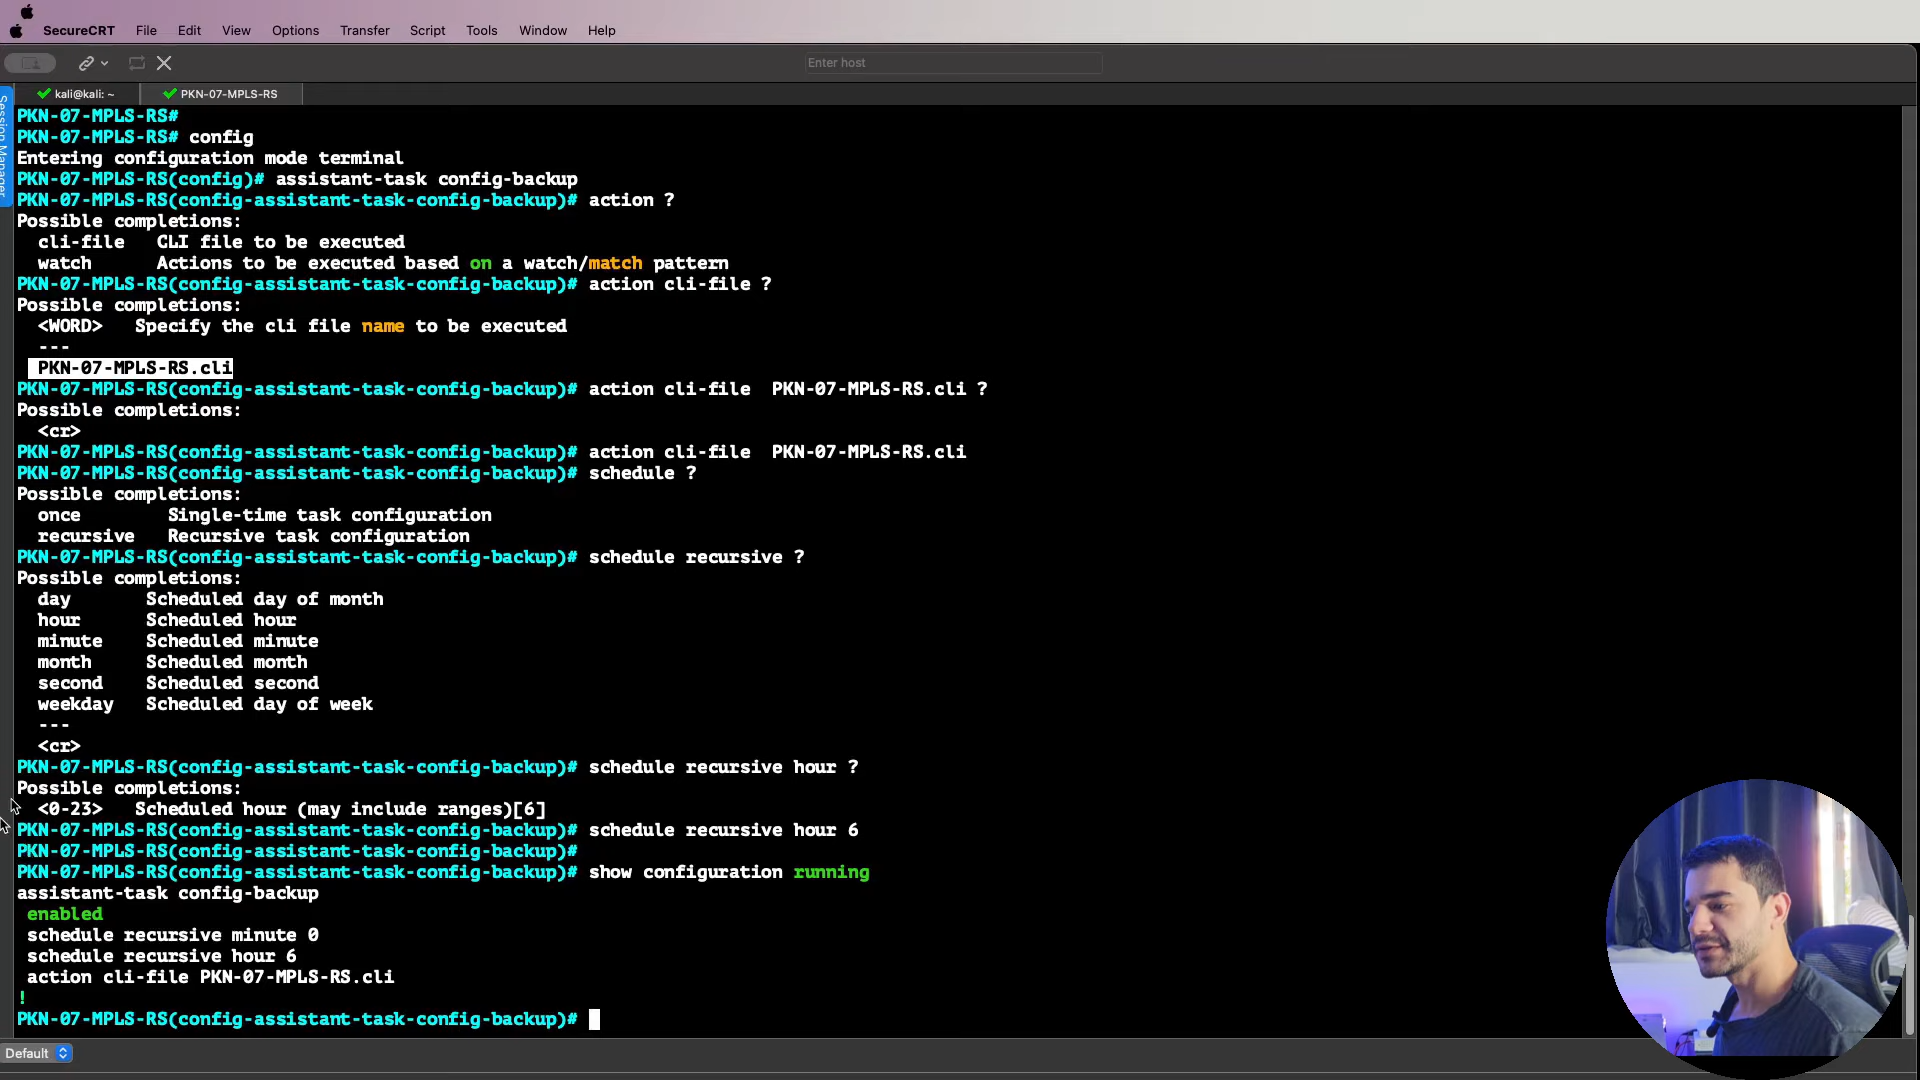 SecureCRT File Edit View Options Transfer Script Tools Window Help
Enter host
kali@kali: ~ PKN-07-MPLS-RS
Session Manager
PKN-07-MPLS-RS#
PKN-07-MPLS-RS# config
Entering configuration mode terminal
PKN-07-MPLS-RS(config)# assistant-task config-backup
PKN-07-MPLS-RS(config-assistant-task-config-backup)# action ?
Possible completions:
cli-file CLI file to be executed
watch Actions to be executed based on a watch/match pattern
PKN-07-MPLS-RS(config-assistant-task-config-backup)# action cli-file ?
Possible completions:
<WORD> Specify the cli file name to be executed
---
PKN-07-MPLS-RS.cli
PKN-07-MPLS-RS(config-assistant-task-config-backup)# action cli-file  PKN-07-MPLS-RS.cli ?
Possible completions:
<cr>
PKN-07-MPLS-RS(config-assistant-task-config-backup)# action cli-file  PKN-07-MPLS-RS.cli
PKN-07-MPLS-RS(config-assistant-task-config-backup)# schedule ?
Possible completions:
once Single-time task configuration
recursive Recursive task configuration
PKN-07-MPLS-RS(config-assistant-task-config-backup)# schedule recursive ?
Possible completions:
day Scheduled day of month
hour Scheduled hour
minute Scheduled minute
month Scheduled month
second Scheduled second
weekday Scheduled day of week
---
<cr>
PKN-07-MPLS-RS(config-assistant-task-config-backup)# schedule recursive hour ?
Possible completions:
<0-23> Scheduled hour (may include ranges)[6]
PKN-07-MPLS-RS(config-assistant-task-config-backup)# schedule recursive hour 6
PKN-07-MPLS-RS(config-assistant-task-config-backup)#
PKN-07-MPLS-RS(config-assistant-task-config-backup)# show configuration running
assistant-task config-backup
enabled
schedule recursive minute 0
schedule recursive hour 6
action cli-file PKN-07-MPLS-RS.cli
!
PKN-07-MPLS-RS(config-assistant-task-config-backup)#
Default